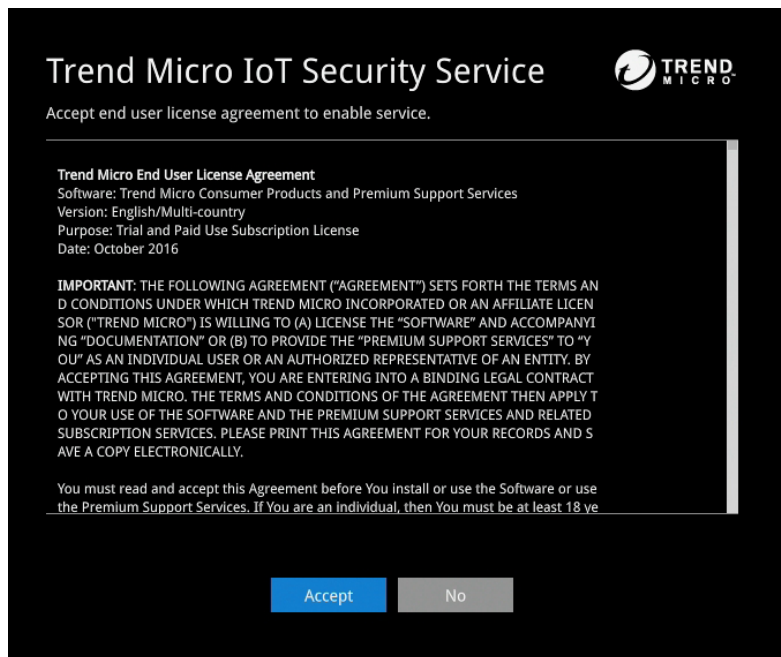 Trend Micro IoT Security Service
TREND
MICRO
Accept end user license agreement to enable service.
Trend Micro End User License Agreement
Software: Trend Micro Consumer Products and Premium Support Services
Version: English/Multi-country
Purpose: Trial and Paid Use Subscription License
Date: October 2016
IMPORTANT: THE FOLLOWING AGREEMENT (“AGREEMENT”) SETS FORTH THE TERMS AN
D CONDITIONS UNDER WHICH TREND MICRO INCORPORATED OR AN AFFILIATE LICEN
SOR ("TREND MICRO") IS WILLING TO (A) LICENSE THE “SOFTWARE” AND ACCOMPANYI
NG “DOCUMENTATION” OR (B) TO PROVIDE THE “PREMIUM SUPPORT SERVICES” TO “Y
OU” AS AN INDIVIDUAL USER OR AN AUTHORIZED REPRESENTATIVE OF AN ENTITY. BY
ACCEPTING THIS AGREEMENT, YOU ARE ENTERING INTO A BINDING LEGAL CONTRACT
WITH TREND MICRO. THE TERMS AND CONDITIONS OF THE AGREEMENT THEN APPLY T
O YOUR USE OF THE SOFTWARE AND THE PREMIUM SUPPORT SERVICES AND RELATED
SUBSCRIPTION SERVICES. PLEASE PRINT THIS AGREEMENT FOR YOUR RECORDS AND S
AVE A COPY ELECTRONICALLY.
You must read and accept this Agreement before You install or use the Software or use
the Premium Support Services. If You are an individual, then You must be at least 18 ye
Accept
No